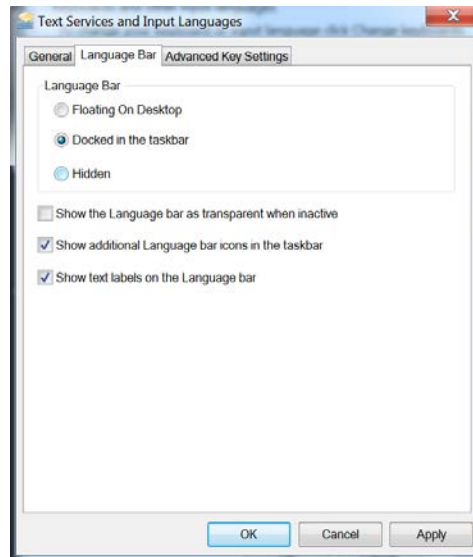 Text Services and Input Languages
General Language Bar Advanced Key Settings
Language Bar
Floating On Desktop
Docked in the taskbar
Hidden
Show the Language bar as transparent when inactive
Show additional Language bar icons in the taskbar
Show text labels on the Language bar
OK Cancel Apply